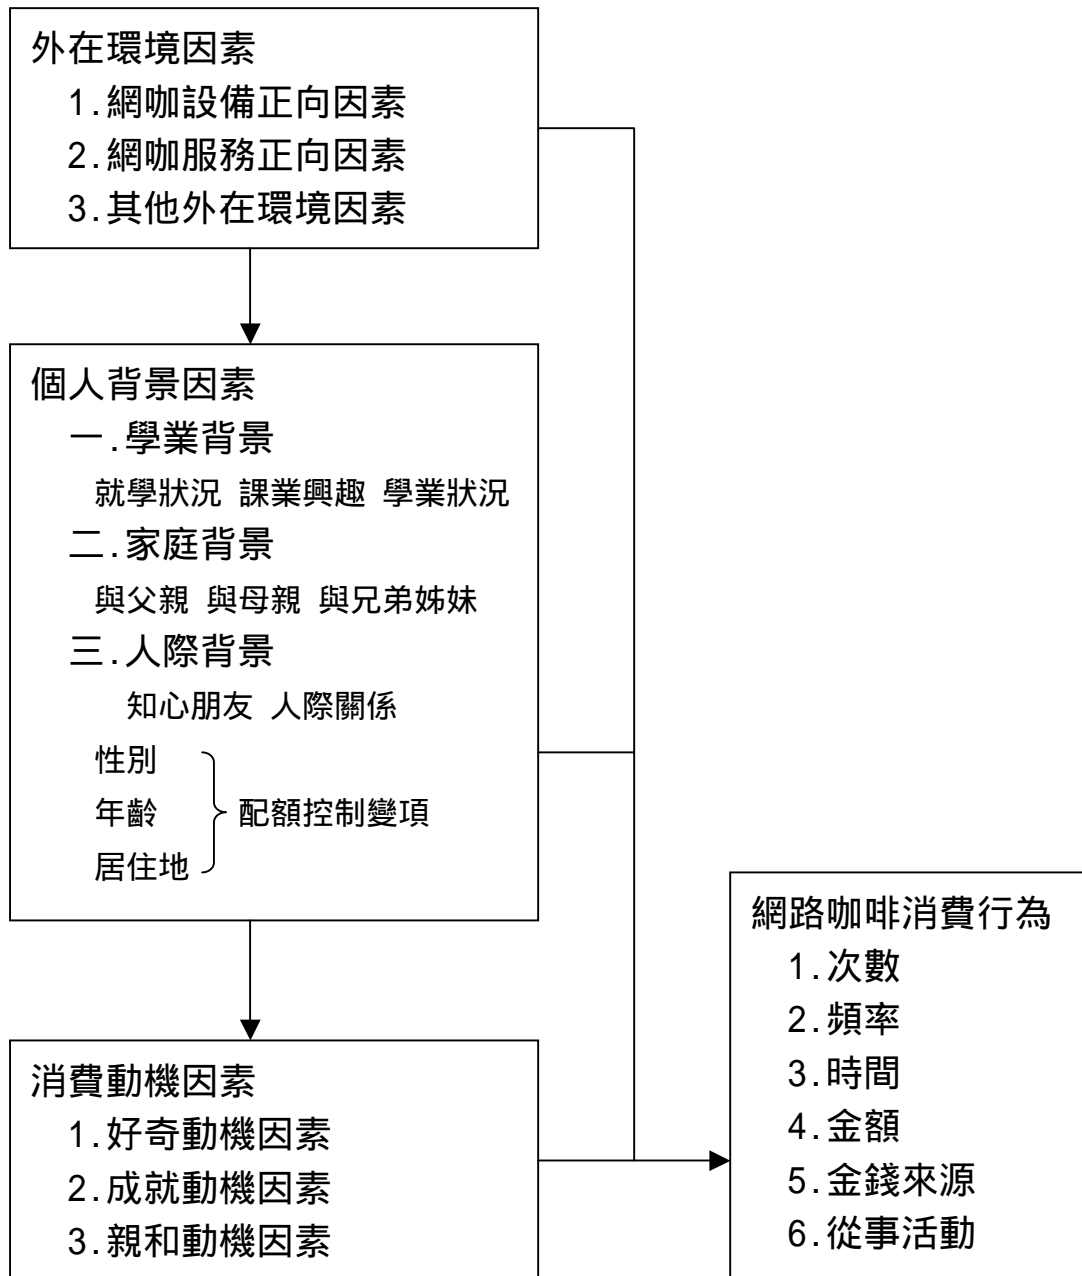 外在環境因素
1.網咖設備正向因素
2.網咖服務正向因素
3.其他外在環境因素
個人背景因素
一.學業背景
就學狀況 課業興趣 學業狀況
二.家庭背景
與父親 與母親 與兄弟姊妹
三.人際背景
知心朋友 人際關係
性別
年齡
居住地
配額控制變項
消費動機因素
1.好奇動機因素
2.成就動機因素
3.親和動機因素
網路咖啡消費行為
1.次數
2.頻率
3.時間
4.金額
5.金錢來源
6.從事活動